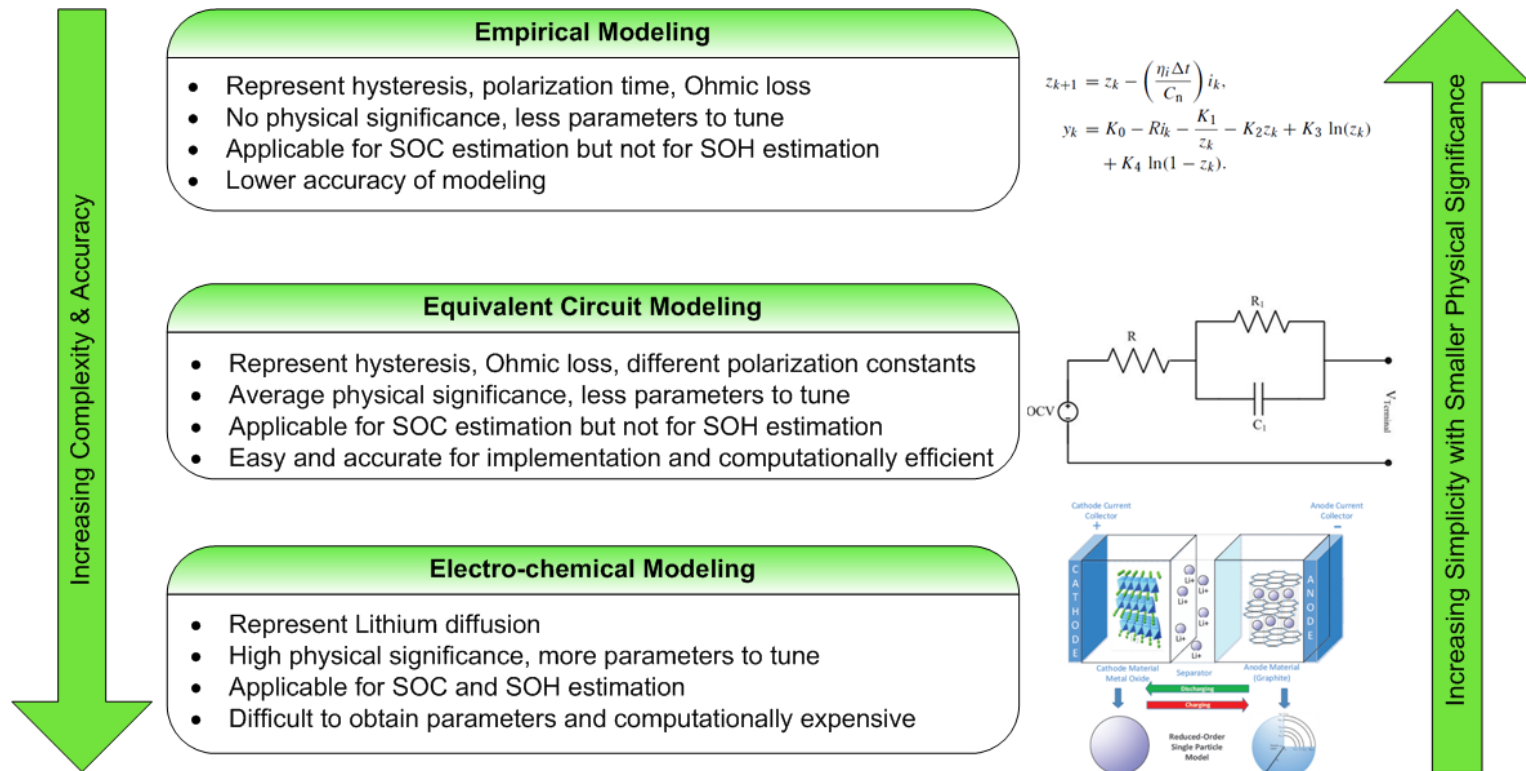 Increasing Complexity & Accuracy
Empirical Modeling
• Represent hysteresis, polarization time, Ohmic loss
• No physical significance, less parameters to tune
• Applicable for SOC estimation but not for SOH estimation
• Lower accuracy of modeling
z_{k+1} = z_k − (η_i Δt / C_n) i_k,
y_k = K_0 − Ri_k − K_1/z_k − K_2 z_k + K_3 ln(z_k)
+ K_4 ln(1 − z_k).
Equivalent Circuit Modeling
• Represent hysteresis, Ohmic loss, different polarization constants
• Average physical significance, less parameters to tune
• Applicable for SOC estimation but not for SOH estimation
• Easy and accurate for implementation and computationally efficient
R_1
R
OCV
C_1
V_Terminal
Electro-chemical Modeling
• Represent Lithium diffusion
• High physical significance, more parameters to tune
• Applicable for SOC and SOH estimation
• Difficult to obtain parameters and computationally expensive
Cathode Current
Collector
+
Anode Current
Collector
−
CATHODE
Li+
Li+
Li+
Li+
Li+
Li+
ANODE
Cathode Material
Metal Oxide
Separator
Anode Material
(Graphite)
Discharging
Charging
Reduced-Order
Single Particle
Model
Increasing Simplicity with Smaller Physical Significance